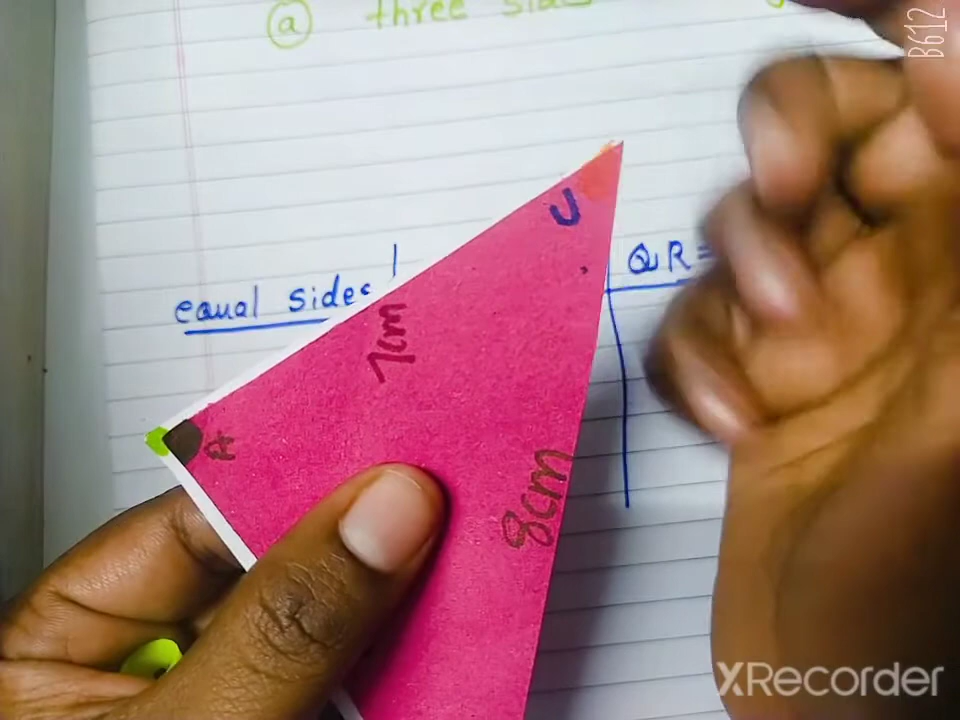 ⓐ three sides
equal sides
QR =
U
7cm
A
8cm
B612
XRecorder